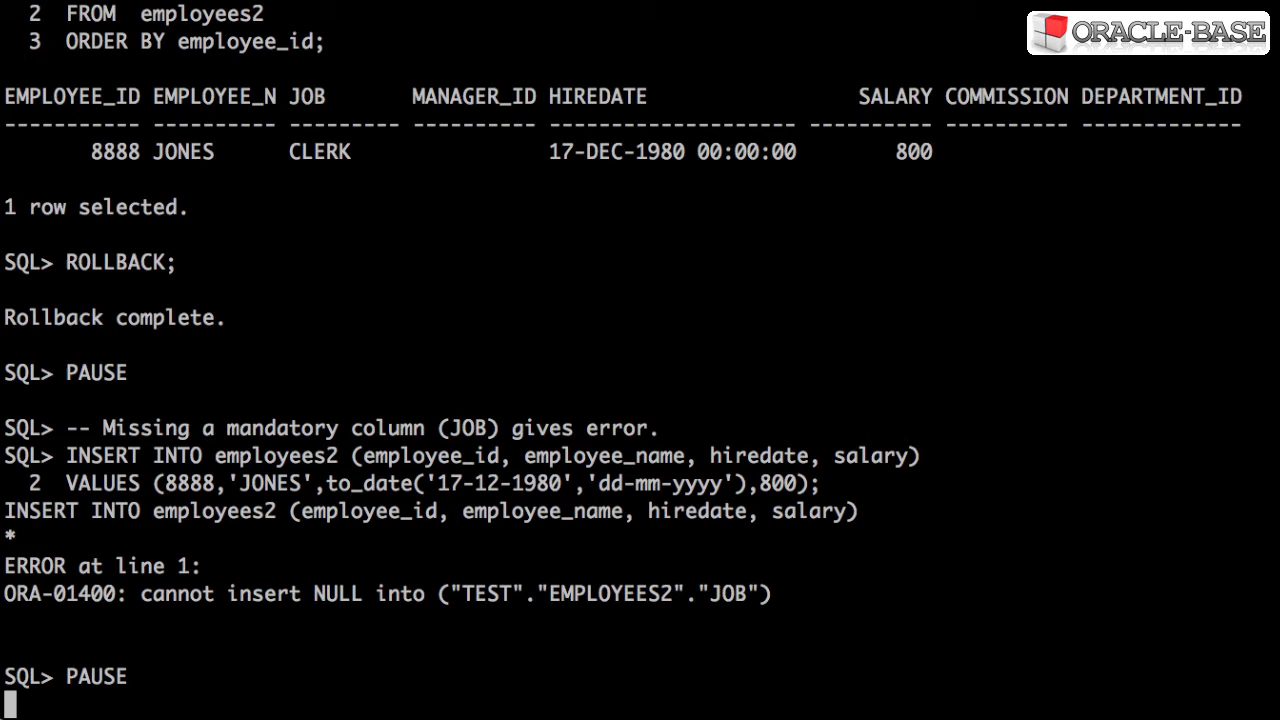 2  FROM  employees2
  3  ORDER BY employee_id;
ORACLE-BASE
EMPLOYEE_ID EMPLOYEE_N JOB       MANAGER_ID HIREDATE                 SALARY COMMISSION DEPARTMENT_ID
----------- ---------- --------- ---------- -------------------- ---------- ---------- -------------
       8888 JONES      CLERK                17-DEC-1980 00:00:00        800
1 row selected.
SQL> ROLLBACK;
Rollback complete.
SQL> PAUSE
SQL> -- Missing a mandatory column (JOB) gives error.
SQL> INSERT INTO employees2 (employee_id, employee_name, hiredate, salary)
  2  VALUES (8888,'JONES',to_date('17-12-1980','dd-mm-yyyy'),800);
INSERT INTO employees2 (employee_id, employee_name, hiredate, salary)
*
ERROR at line 1:
ORA-01400: cannot insert NULL into ("TEST"."EMPLOYEES2"."JOB")
SQL> PAUSE